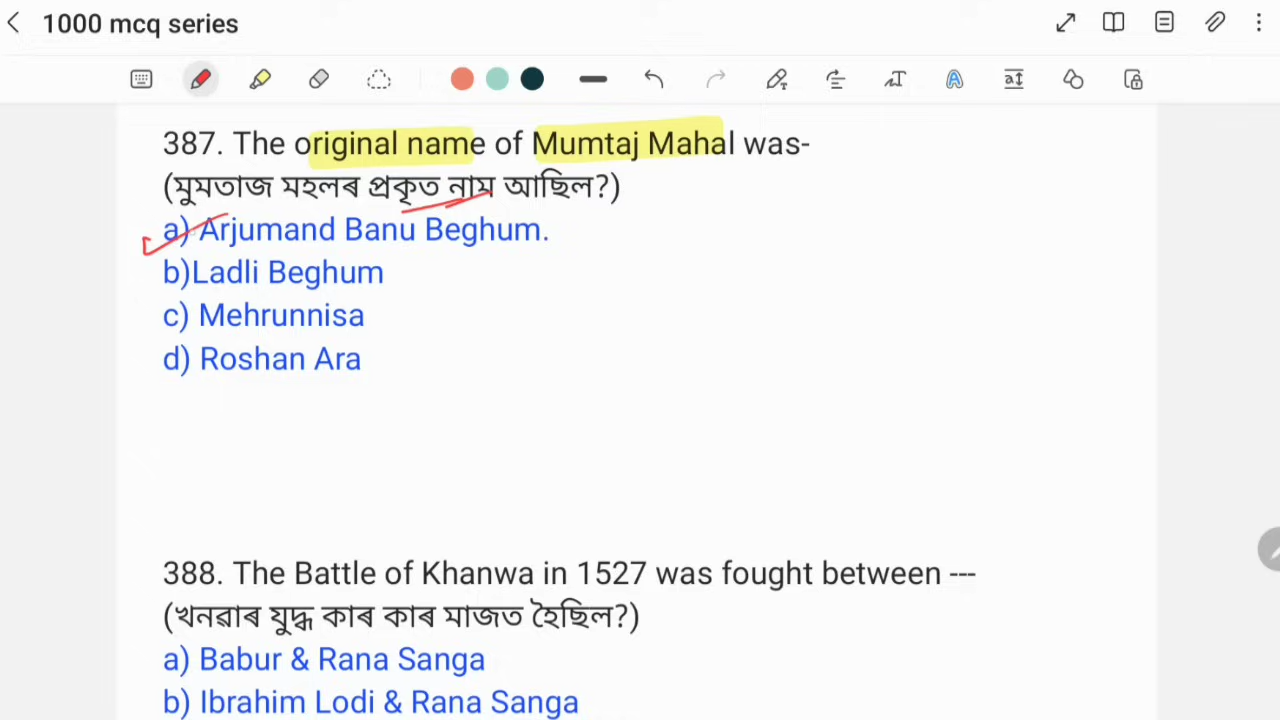 1000 mcq series
387. The original name of Mumtaj Mahal was-
(মুমতাজ মহলৰ প্ৰকৃত নাম আছিল?)
a) Arjumand Banu Beghum.
b)Ladli Beghum
c) Mehrunnisa
d) Roshan Ara
388. The Battle of Khanwa in 1527 was fought between ---
(খনৱাৰ যুদ্ধ কাৰ কাৰ মাজত হৈছিল?)
a) Babur & Rana Sanga
b) Ibrahim Lodi & Rana Sanga